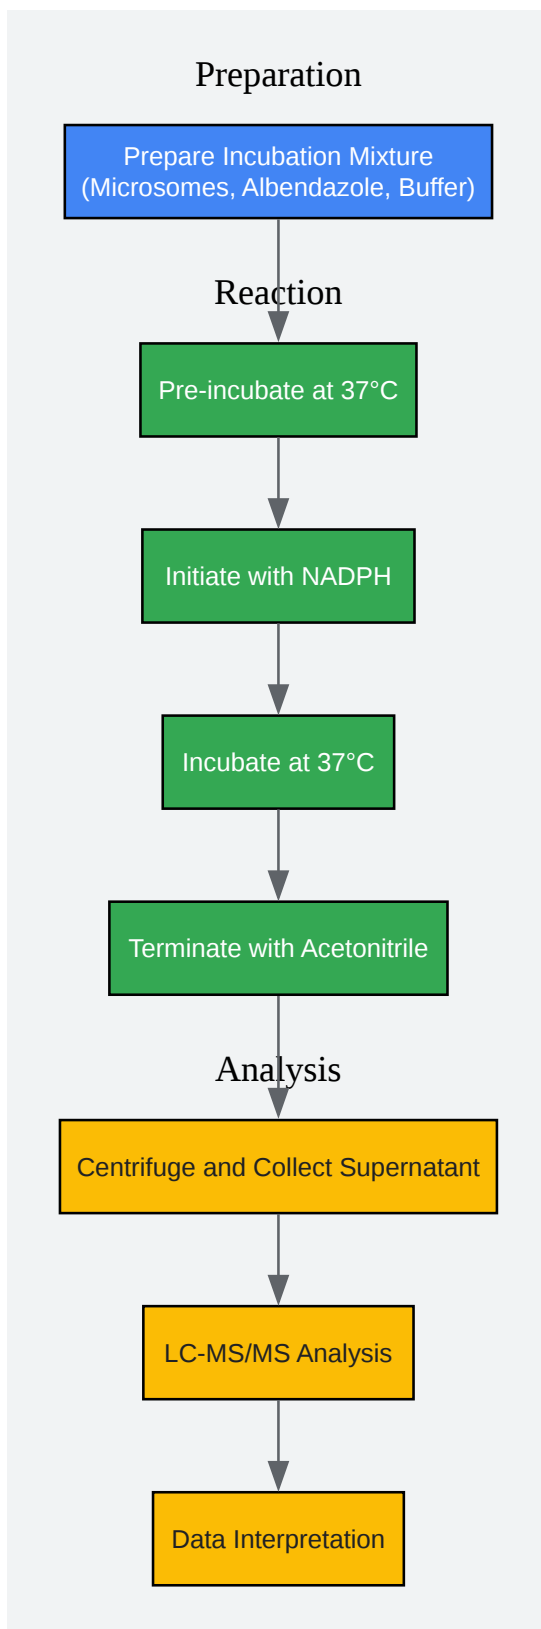 Preparation
Prepare Incubation Mixture
(Microsomes, Albendazole, Buffer)
Reaction
Pre-incubate at 37°C
Initiate with NADPH
Incubate at 37°C
Terminate with Acetonitrile
Analysis
Centrifuge and Collect Supernatant
LC-MS/MS Analysis
Data Interpretation